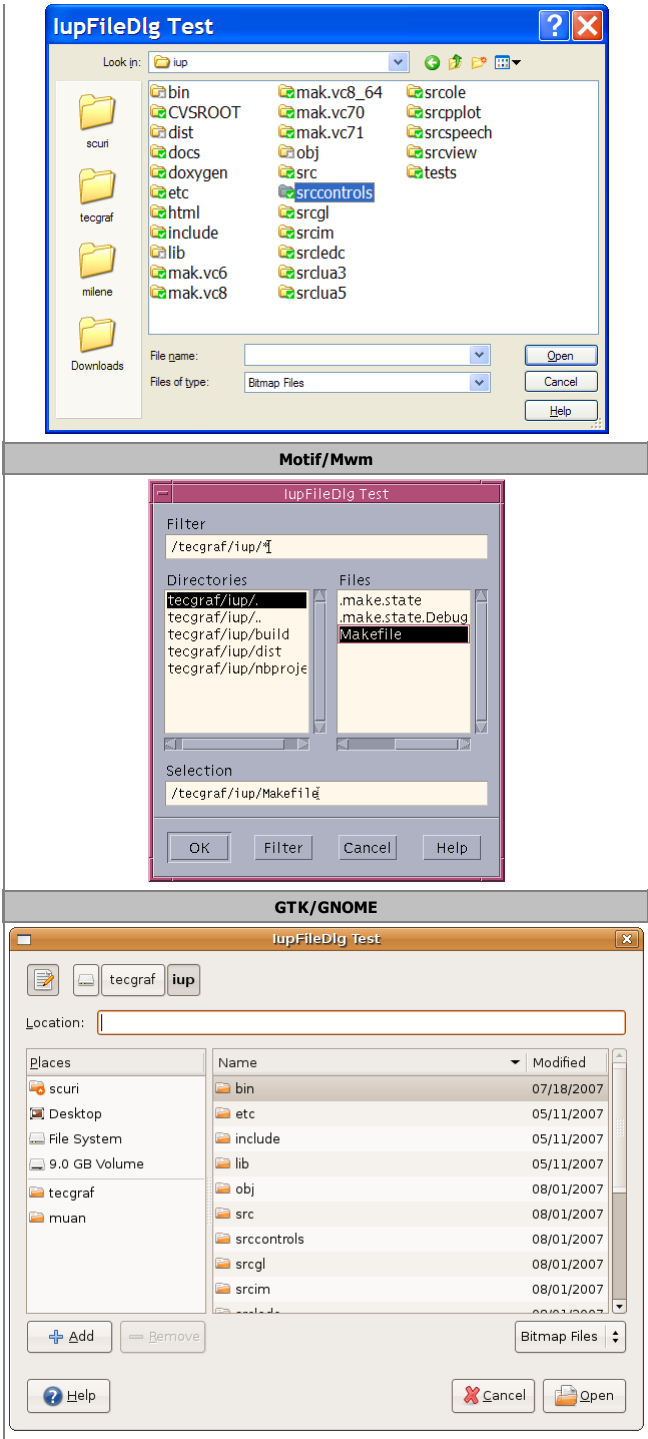 IupFileDlg Test
Look in: iup
scuri
tecgraf
milene
Downloads
bin
CVSROOT
dist
docs
doxygen
etc
html
include
lib
mak.vc6
mak.vc8
mak.vc8_64
mak.vc70
mak.vc71
obj
src
srccontrols
srcgl
srcim
srcledc
srclua3
srclua5
srcole
srcpplot
srcspeech
srcview
tests
File name:
Open
Files of type: Bitmap Files
Cancel
Help
Motif/Mwm
IupFileDlg Test
Filter
/tecgraf/iup/*
Directories
tecgraf/iup/.
tecgraf/iup/..
tecgraf/iup/build
tecgraf/iup/dist
tecgraf/iup/nbproje
Files
.make.state
.make.state.Debug
Makefile
Selection
/tecgraf/iup/Makefile
OK Filter Cancel Help
GTK/GNOME
IupFileDlg Test
tecgraf iup
Location:
Places
scuri
Desktop
File System
9.0 GB Volume
tecgraf
muan
Name Modified
bin 07/18/2007
etc 05/11/2007
include 05/11/2007
lib 05/11/2007
obj 08/01/2007
src 08/01/2007
srccontrols 08/01/2007
srcgl 08/01/2007
srcim 08/01/2007
Add Remove Bitmap Files
Help Cancel Open